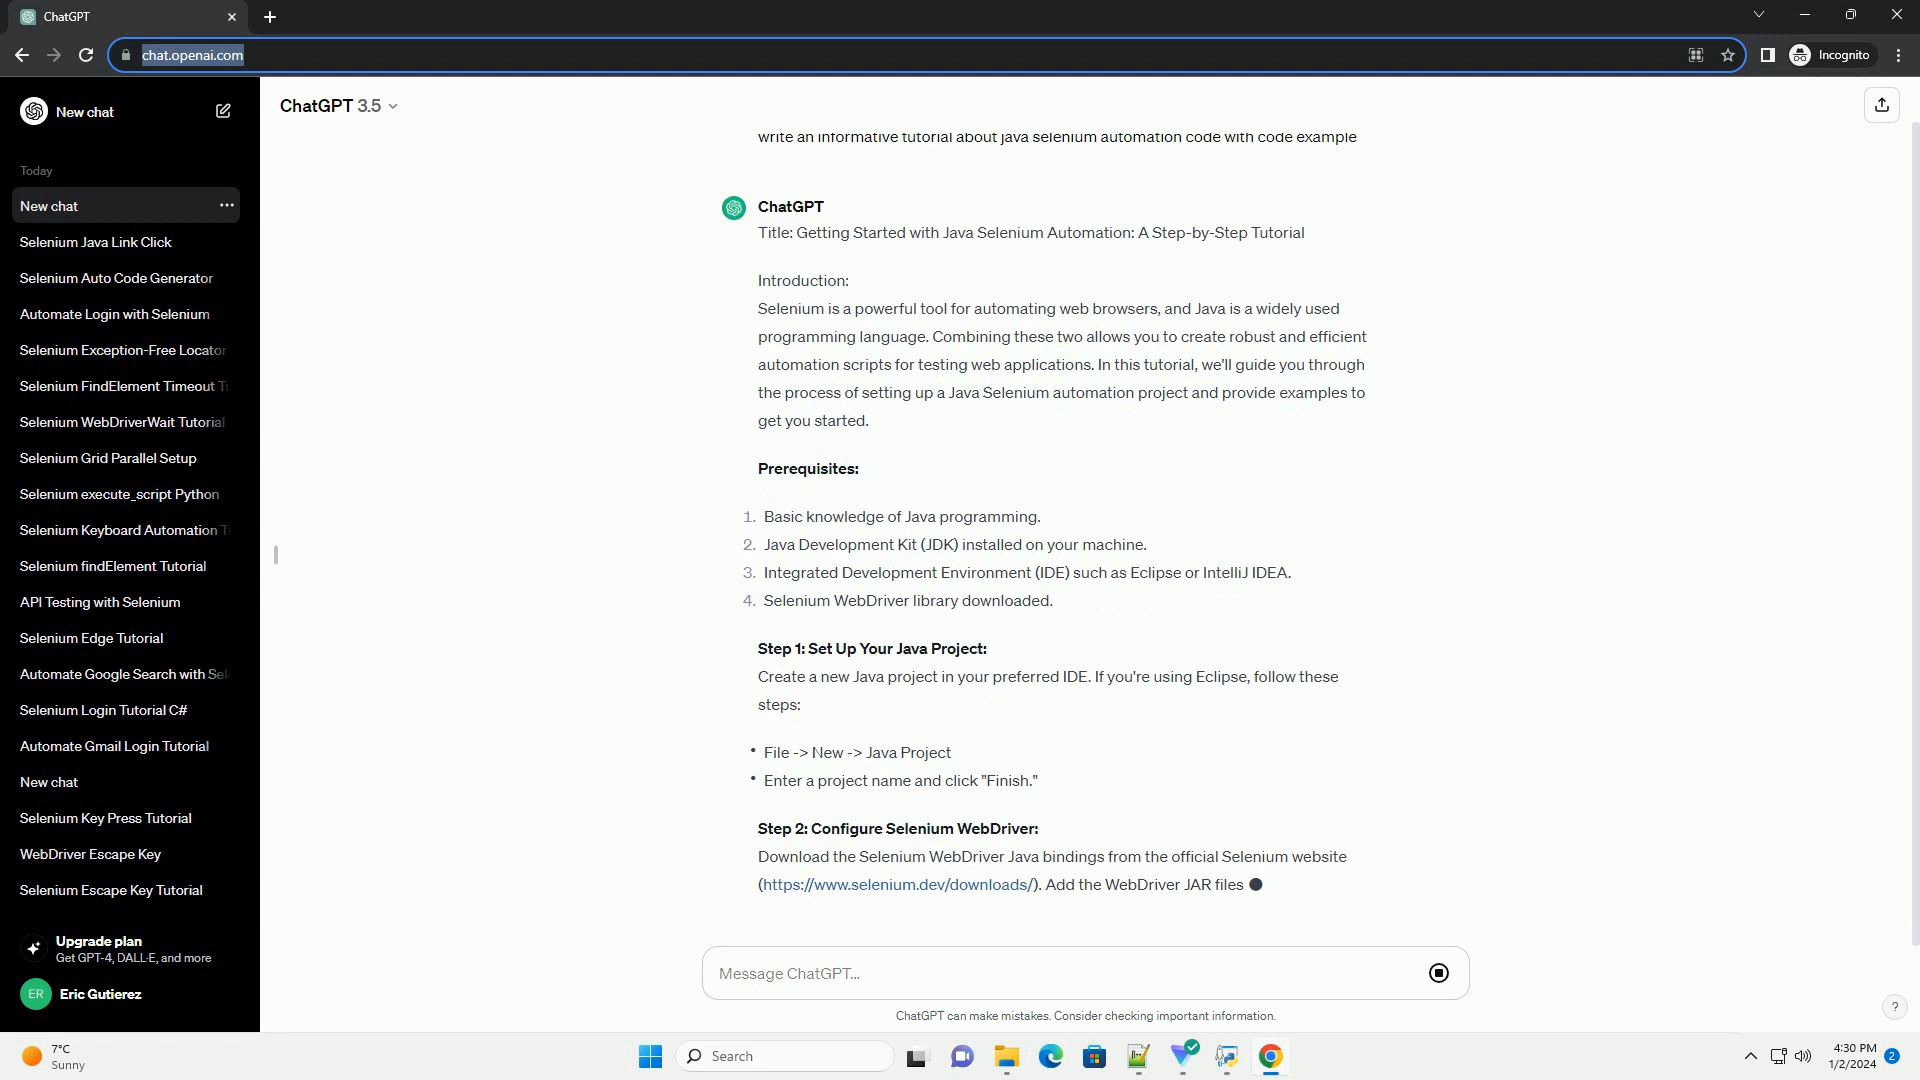 ChatGPT
chat.openai.com
Incognito
New chat
Today
New chat
Selenium Java Link Click
Selenium Auto Code Generator
Automate Login with Selenium
Selenium Exception-Free Locator
Selenium FindElement Timeout Tu
Selenium WebDriverWait Tutorial
Selenium Grid Parallel Setup
Selenium execute_script Python
Selenium Keyboard Automation T
Selenium findElement Tutorial
API Testing with Selenium
Selenium Edge Tutorial
Automate Google Search with Sele
Selenium Login Tutorial C#
Automate Gmail Login Tutorial
New chat
Selenium Key Press Tutorial
WebDriver Escape Key
Selenium Escape Key Tutorial
Upgrade plan
Get GPT-4, DALL·E, and more
ER
Eric Gutierez
ChatGPT 3.5
write an informative tutorial about java selenium automation code with code example
ChatGPT
Title: Getting Started with Java Selenium Automation: A Step-by-Step Tutorial
Introduction:
Selenium is a powerful tool for automating web browsers, and Java is a widely used
programming language. Combining these two allows you to create robust and efficient
automation scripts for testing web applications. In this tutorial, we'll guide you through
the process of setting up a Java Selenium automation project and provide examples to
get you started.
Prerequisites:
1. Basic knowledge of Java programming.
2. Java Development Kit (JDK) installed on your machine.
3. Integrated Development Environment (IDE) such as Eclipse or IntelliJ IDEA.
4. Selenium WebDriver library downloaded.
Step 1: Set Up Your Java Project:
Create a new Java project in your preferred IDE. If you're using Eclipse, follow these
steps:
• File -> New -> Java Project
• Enter a project name and click "Finish."
Step 2: Configure Selenium WebDriver:
Download the Selenium WebDriver Java bindings from the official Selenium website
(https://www.selenium.dev/downloads/). Add the WebDriver JAR files
Message ChatGPT...
ChatGPT can make mistakes. Consider checking important information.
?
7°C
Sunny
Search
4:30 PM
1/2/2024
2